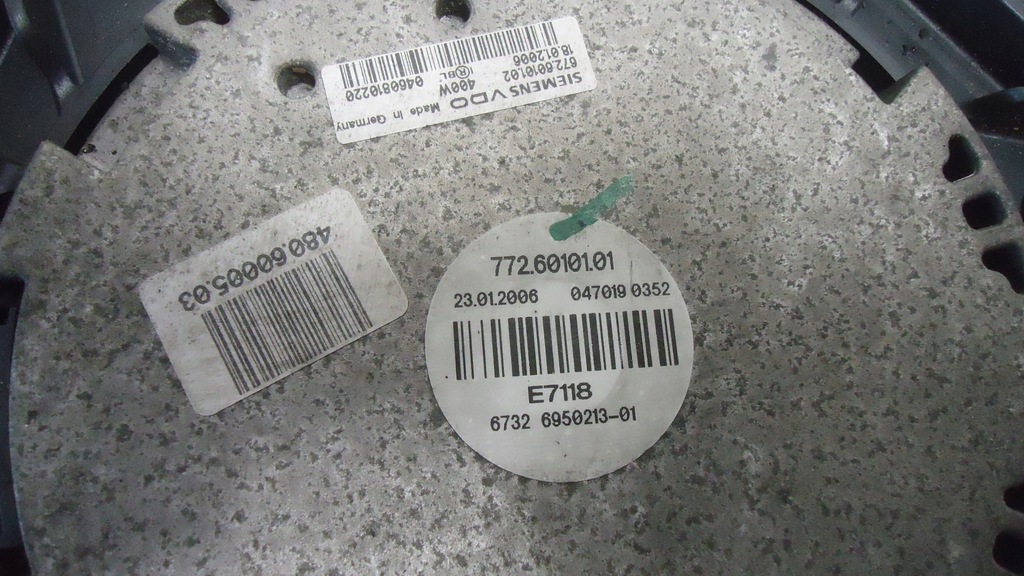 SIEMENS VDO Made in Germany
672.60101.02 400W 0466810220
18.01.2006
480.60005.03
772.60101.01
23.01.2006 047019 0352
E7118
6732 6950213-01